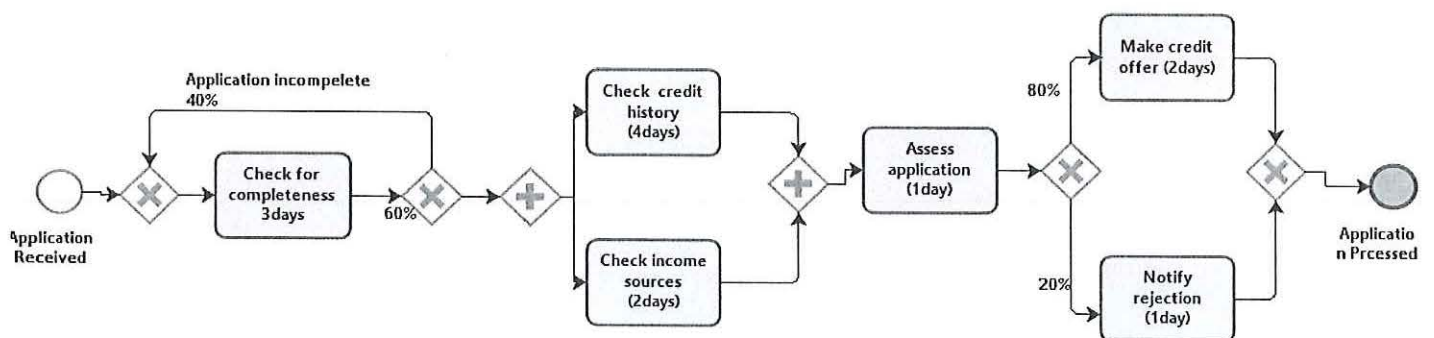 Application incompelete
40%
Check for
completeness
3days
60%
Application
Received
Check credit
history
(4days)
Check income
sources
(2days)
Assess
application
(1day)
80%
Make credit
offer (2days)
20%
Notify
rejection
(1day)
Applicatio
n Prcessed